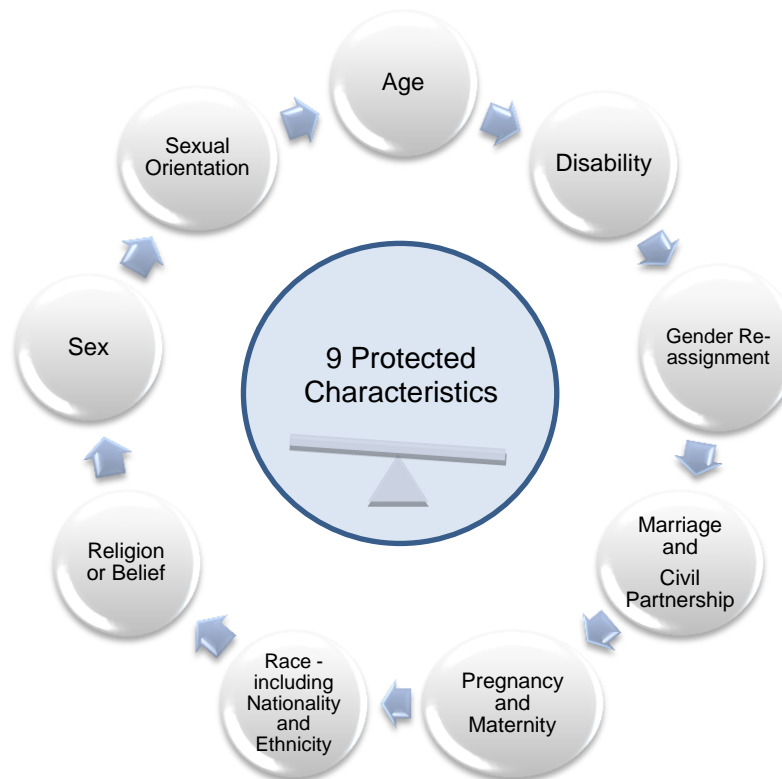 Age
Disability
Gender Re-
assignment
Marriage
and
Civil
Partnership
Pregnancy
and
Maternity
Race -
including
Nationality
and
Ethnicity
Religion
or Belief
Sex
Sexual
Orientation
9 Protected
Characteristics